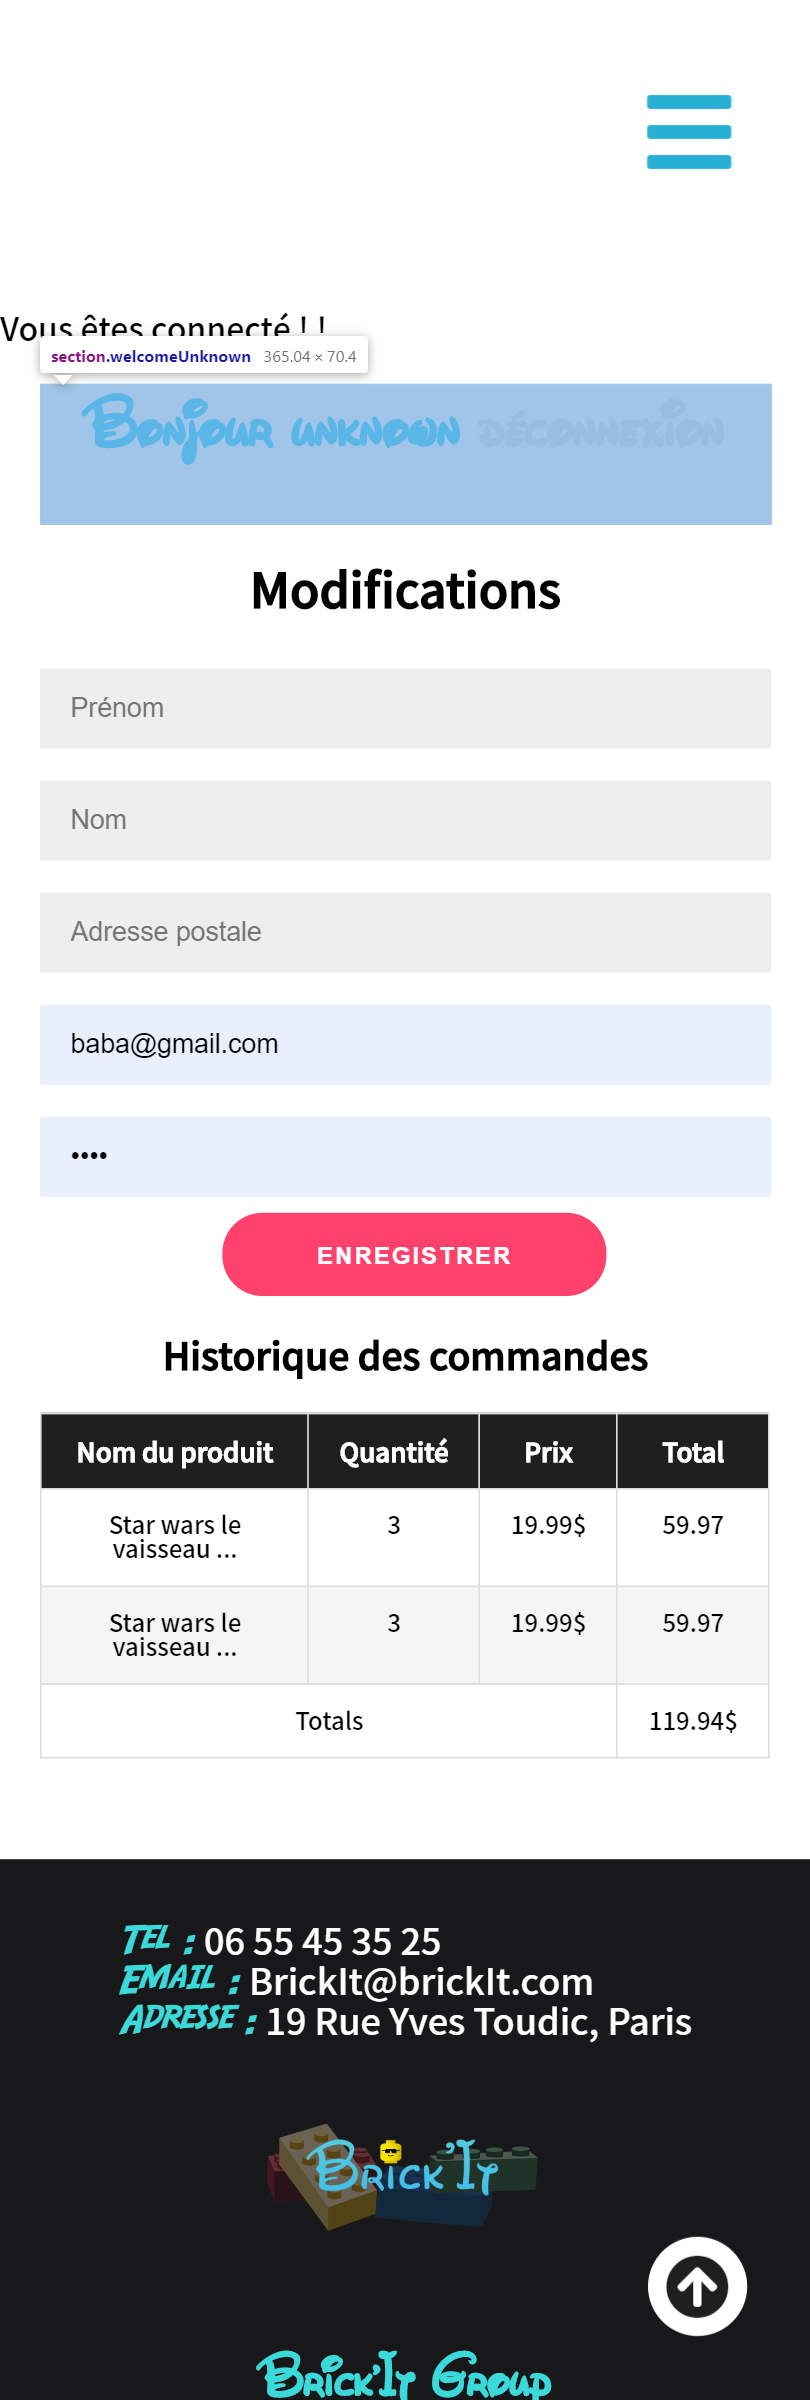 Vous êtes connecté ! !
section.welcomeUnknown 365.04 × 70.4
Bonjour unknown déconnexion
Modifications
Prénom
Nom
Adresse postale
baba@gmail.com
••••
ENREGISTRER
Historique des commandes
Nom du produit Quantité Prix Total
Star wars le 3 19.99$ 59.97
vaisseau ...
Star wars le 3 19.99$ 59.97
vaisseau ...
Totals 119.94$
Tel : 06 55 45 35 25
Email : BrickIt@brickIt.com
Adresse : 19 Rue Yves Toudic, Paris
Brick'It
Brick'It Group